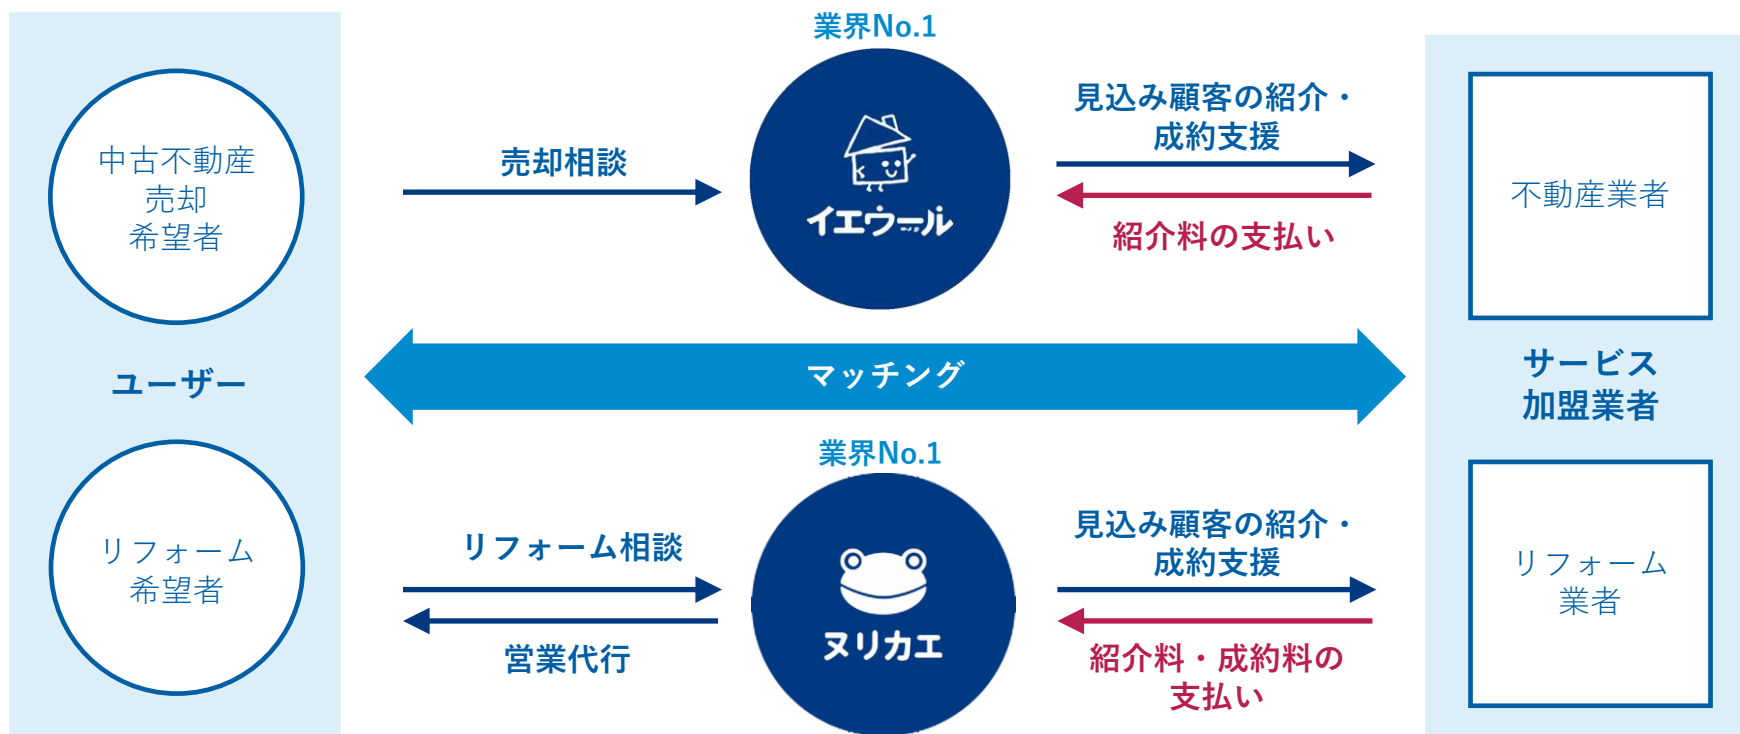 業界No.1
中古不動産
売却
希望者
売却相談
イエウール
見込み顧客の紹介・
成約支援
紹介料の支払い
不動産業者
ユーザー
マッチング
サービス
加盟業者
業界No.1
リフォーム
希望者
リフォーム相談
営業代行
ヌリカエ
見込み顧客の紹介・
成約支援
紹介料・成約料の
支払い
リフォーム
業者